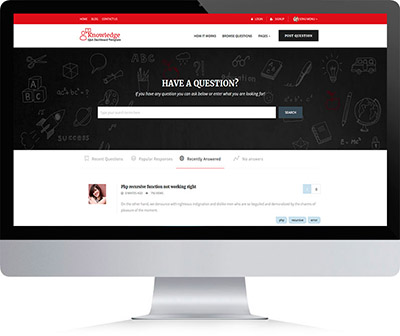 HOME BLOG CONTACT US LOGIN SIGNUP
Knowledge
Q&A Dashboard Template
HOW IT WORKS BROWSE QUESTIONS PAGES POST QUESTION
HAVE A QUESTION?
If you have any question you can ask below or enter what you are looking for!
Type your search terms here
SEARCH
Recent Questions Popular Responses Recently Answered No answers
Php recursive function not working right
On the other hand, we denounce with righteous indignation and dislike men who are so beguiled and demoralized by the charms of
pleasure of the moment.
php recursive error